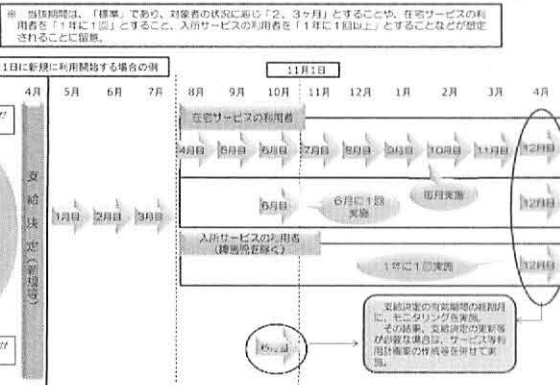 ※ 当該期間は、「標準」であり、対象者の状況に応じ「2、3ヶ月」とすることや、在宅サービスの利
用者を「1年に1回」とすること、入所サービスの利用者を「1年に1回以上」とすることなどが想定
されることに留意。
1日に新規に利用開始する場合の例
11月1日
4月 5月 6月 7月 8月 9月 10月 11月 12月 1月 2月 3月 4月
在宅サービスの利用者
4月目 5月目 6月目 7月目 8月目 9月目 10月目 11月目 12月目
支給決定(新規等)
毎月実施
1月目 2月目 3月目
6月目 6月に1回
実施 12月目
入所サービスの利用者
(障害児を除く)
1年に1回実施 12月目
支給決定の有効期間の終期月
に、モニタリングを実施。
その結果、支給決定の更新等
が必要な場合は、サービス等利
用計画案の作成等を併せて実
施。